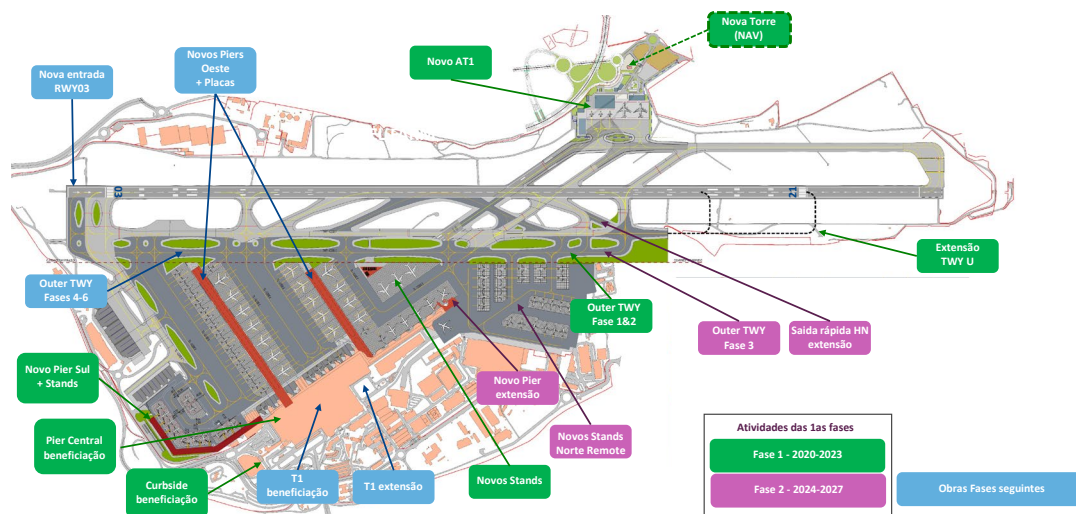 Nova Torre
(NAV)
Novos Piers
Oeste
+ Placas
Novo AT1
Nova entrada
RWY03
03
21
Extensão
TWY U
Outer TWY
Fases 4-6
Outer TWY
Fase 1&2
Outer TWY
Fase 3
Saida rápida HN
extensão
Novo Pier Sul
+ Stands
Novo Pier
extensão
Pier Central
beneficiação
Novos Stands
Norte Remote
Curbside
beneficiação
T1
beneficiação
T1 extensão
Novos Stands
Atividades das 1as fases
Fase 1 - 2020-2023
Fase 2 - 2024-2027
Obras Fases seguintes